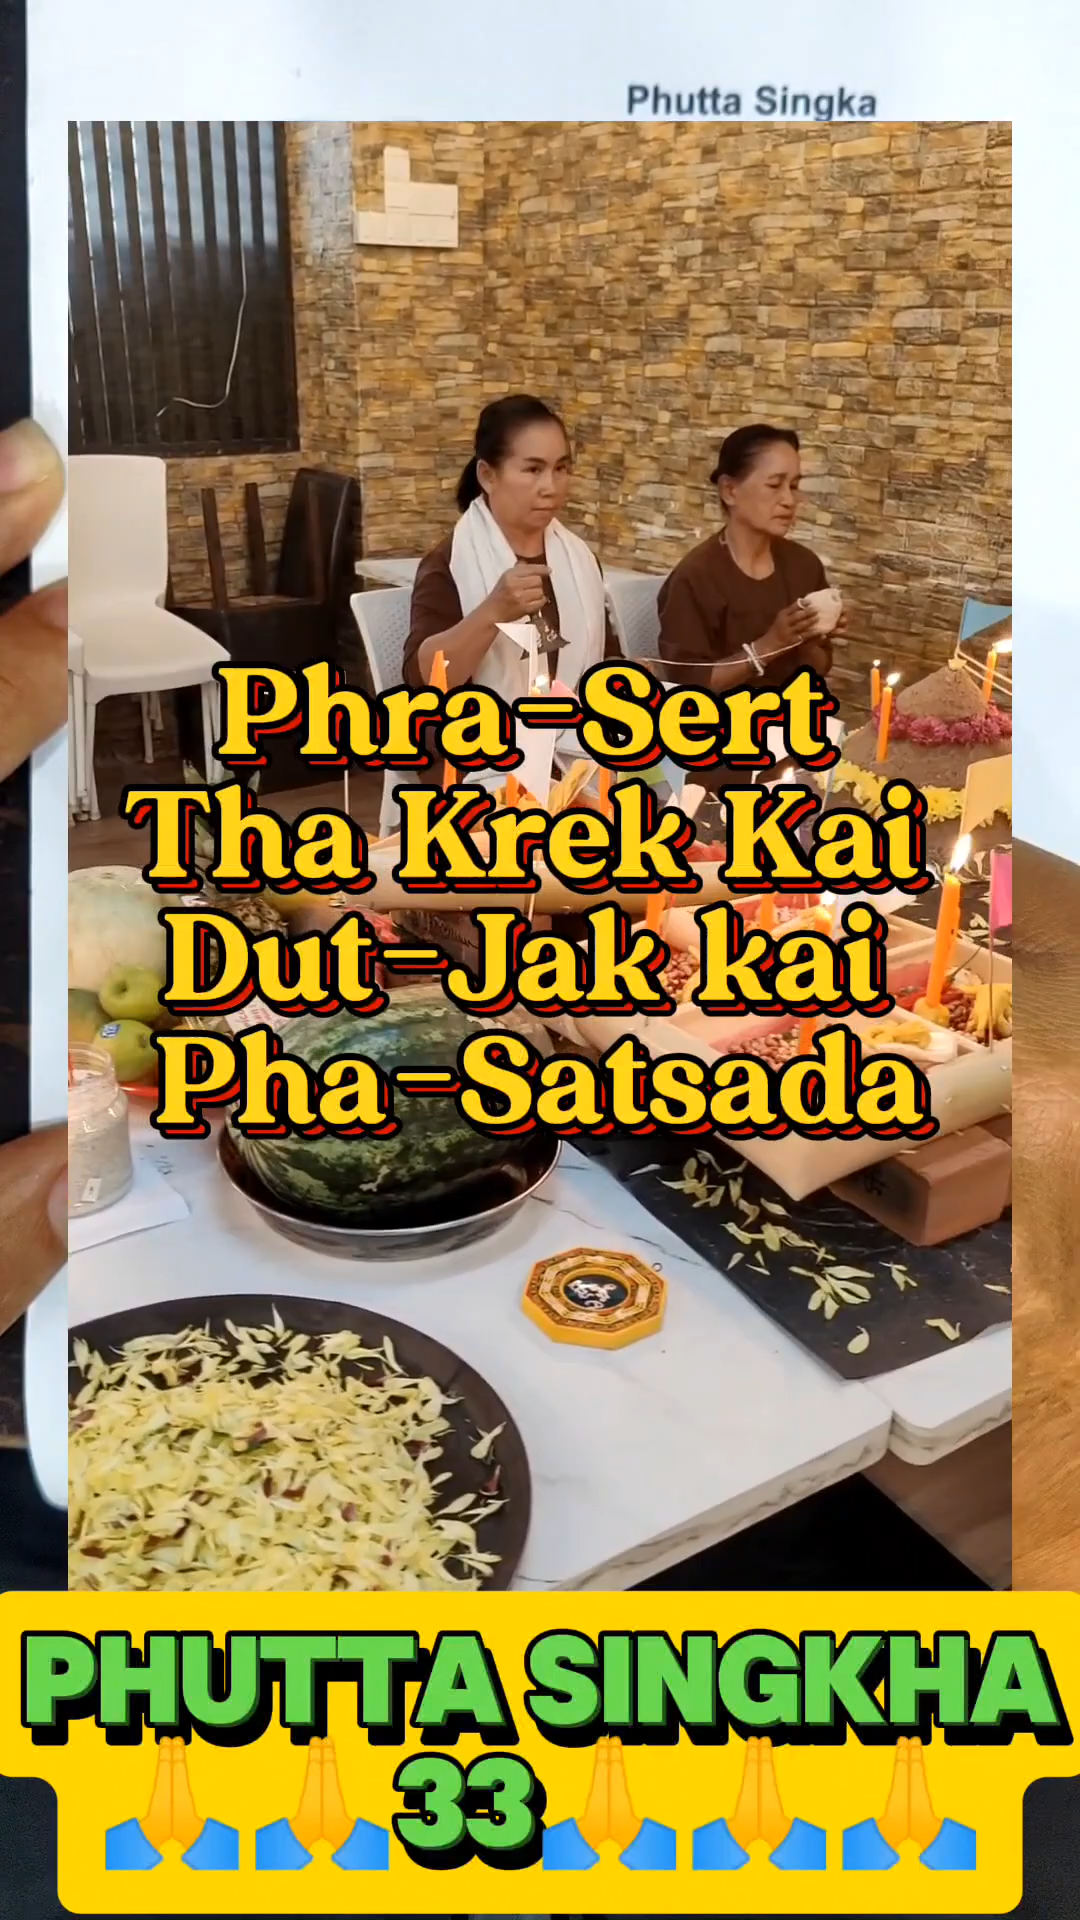 Phutta Singka
Phra-Sert
Tha Krek Kai
Dut-Jak kai
Pha-Satsada
PHUTTA SINGKHA
33